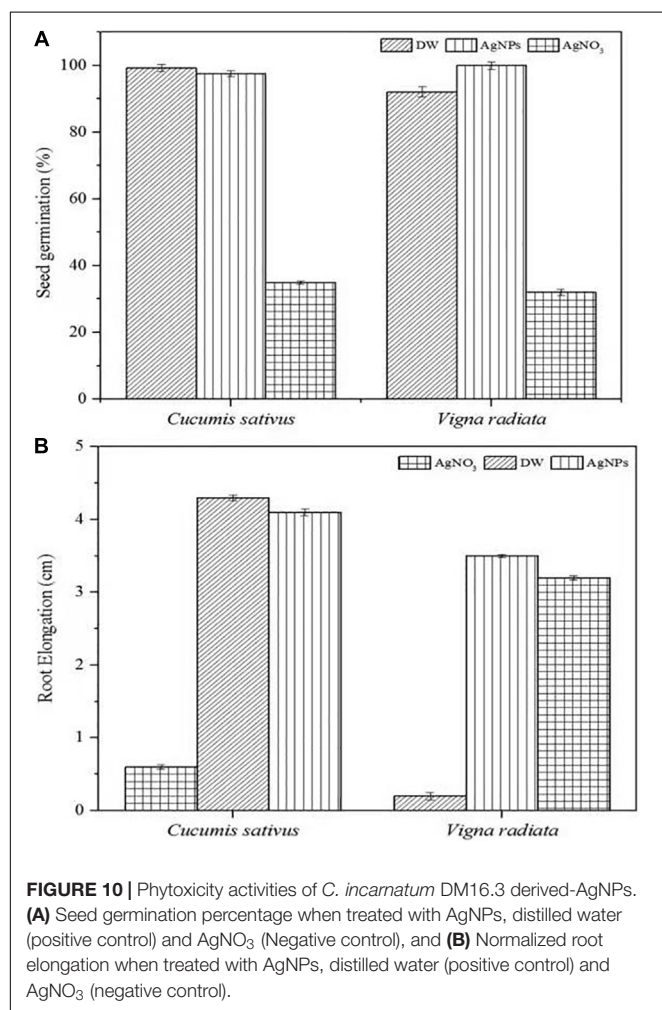 A
DW AgNPs AgNO₃
100
80
60
40
20
0
Seed germination (%)
Cucumis sativus Vigna radiata
B
AgNO₃ DW AgNPs
5
4
3
2
1
0
Root Elongation (cm)
Cucumis sativus Vigna radiata
FIGURE 10 | Phytoxicity activities of C. incarnatum DM16.3 derived-AgNPs.
(A) Seed germination percentage when treated with AgNPs, distilled water
(positive control) and AgNO₃ (Negative control), and (B) Normalized root
elongation when treated with AgNPs, distilled water (positive control) and
AgNO₃ (negative control).